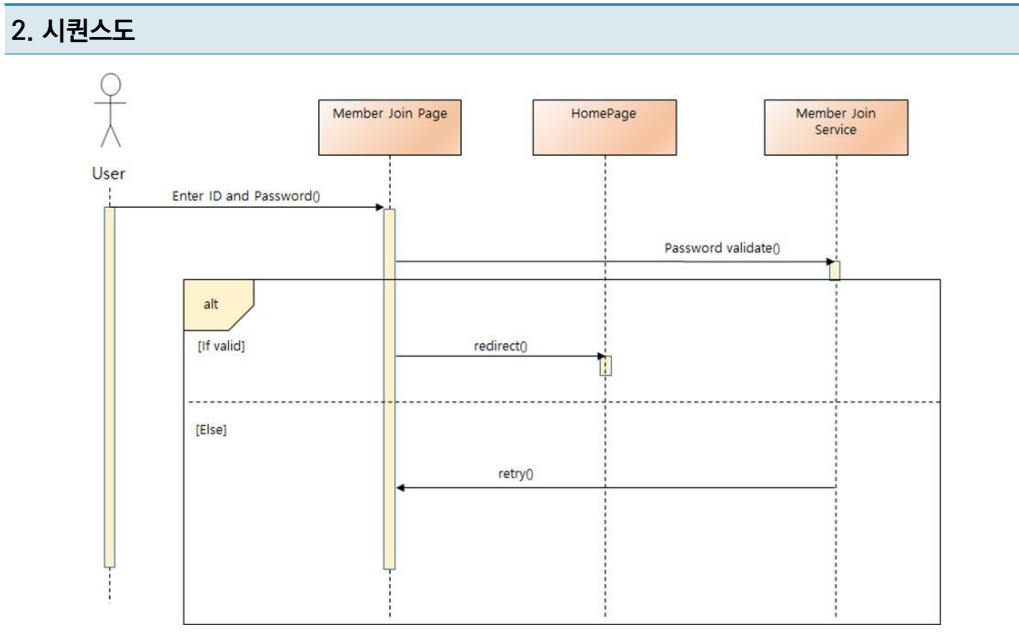 2. 시퀀스도
Member Join Page
HomePage
Member Join
Service
User
Enter ID and Password()
Password validate()
alt
[If valid]
redirect()
[Else]
retry()